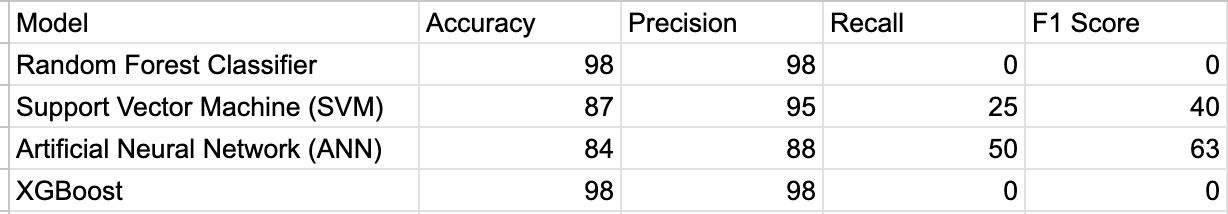 Model Accuracy Precision Recall F1 Score
Random Forest Classifier 98 98 0 0
Support Vector Machine (SVM) 87 95 25 40
Artificial Neural Network (ANN) 84 88 50 63
XGBoost 98 98 0 0